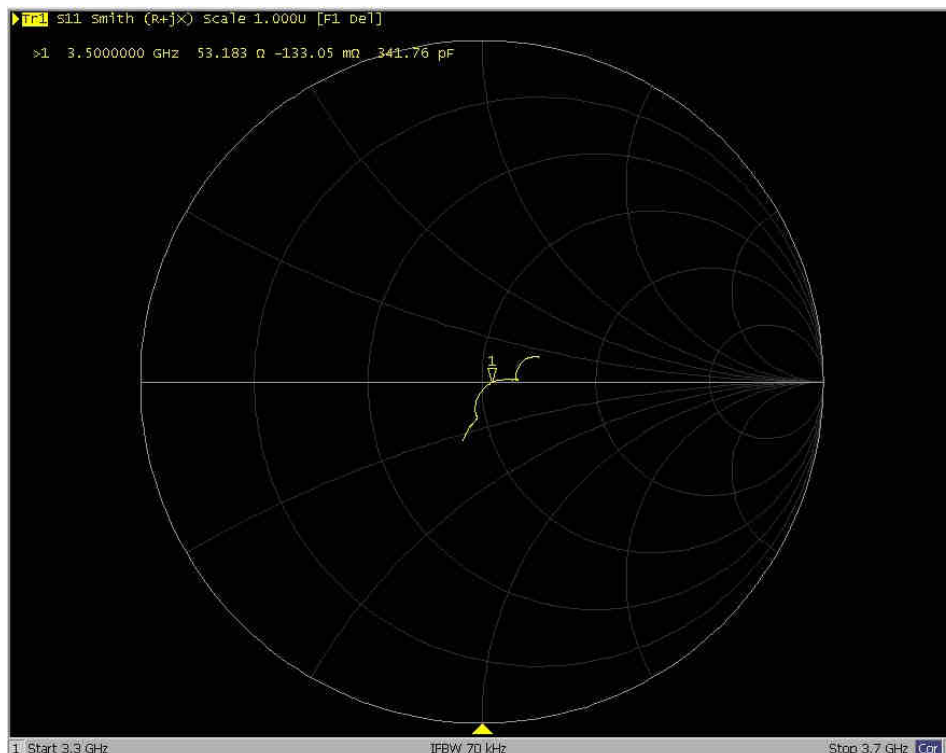 Tr1 S11 Smith (R+jX) Scale 1.000U [F1 Del]
>1 3.5000000 GHz 53.183 Ω -133.05 mΩ 341.76 pF
1
1 Start 3.3 GHz IFBW 70 kHz Stop 3.7 GHz Cor